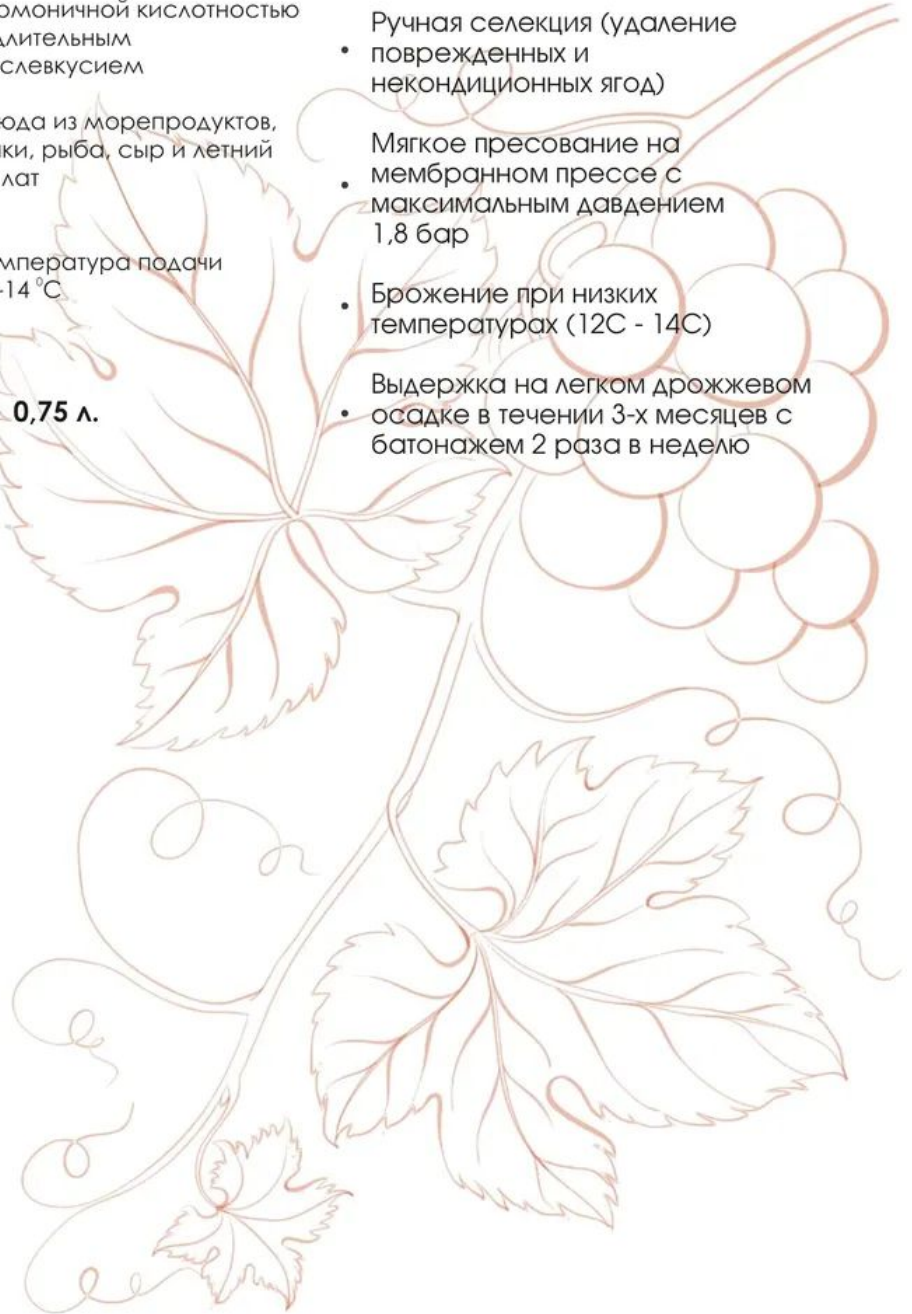 омоничной кислотностью
длительным
слевкусием
юда из морепродуктов,
ки, рыба, сыр и летний
лат
мпература подачи
-14 °С
0,75 л.
Ручная селекция (удаление
• поврежденных и
некондиционных ягод)
Мягкое пресование на
• мембранном прессе с
максимальным давдением
1,8 бар
• Брожение при низких
температурах (12С - 14С)
Выдержка на легком дрожжевом
• осадке в течении 3-х месяцев с
батонажем 2 раза в неделю